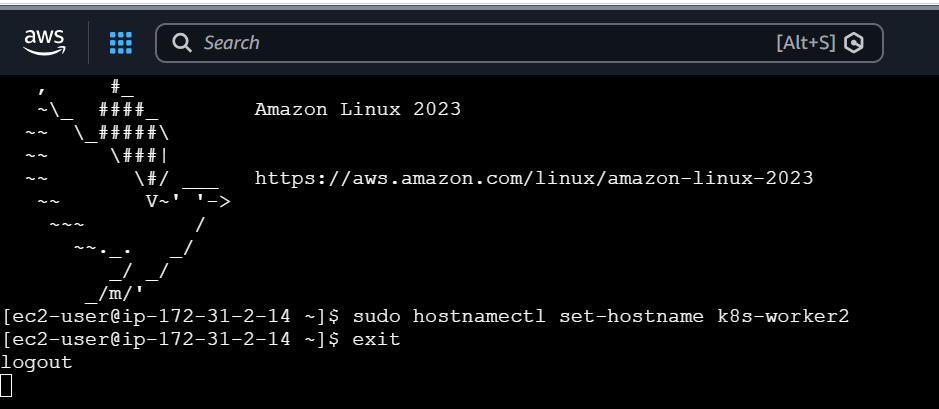 aws
Search [Alt+S]
   ,     #_
   ~\_  ####_        Amazon Linux 2023
  ~~  \_#####\
  ~~     \###|
  ~~       \#/ ___   https://aws.amazon.com/linux/amazon-linux-2023
   ~~       V~' '->
    ~~~         /
      ~~._.   _/
         _/ _/
       _/m/'
[ec2-user@ip-172-31-2-14 ~]$ sudo hostnamectl set-hostname k8s-worker2
[ec2-user@ip-172-31-2-14 ~]$ exit
logout